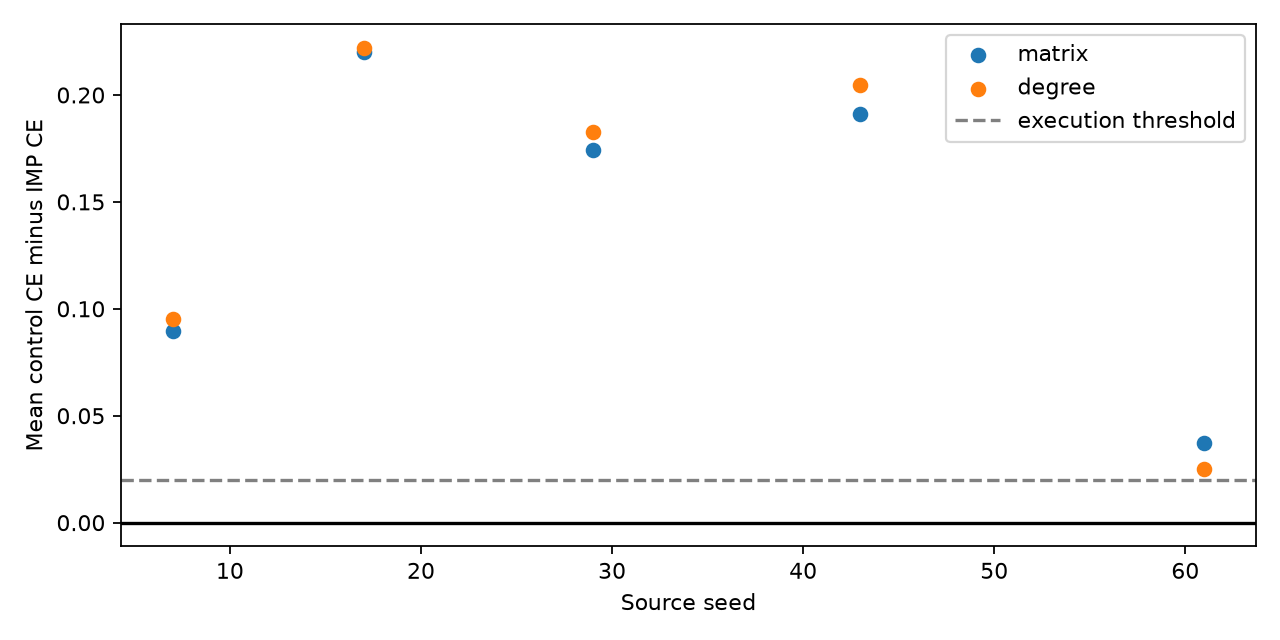 matrix
degree
execution threshold
Mean control CE minus IMP CE
0.20
0.15
0.10
0.05
0.00
10 20 30 40 50 60
Source seed